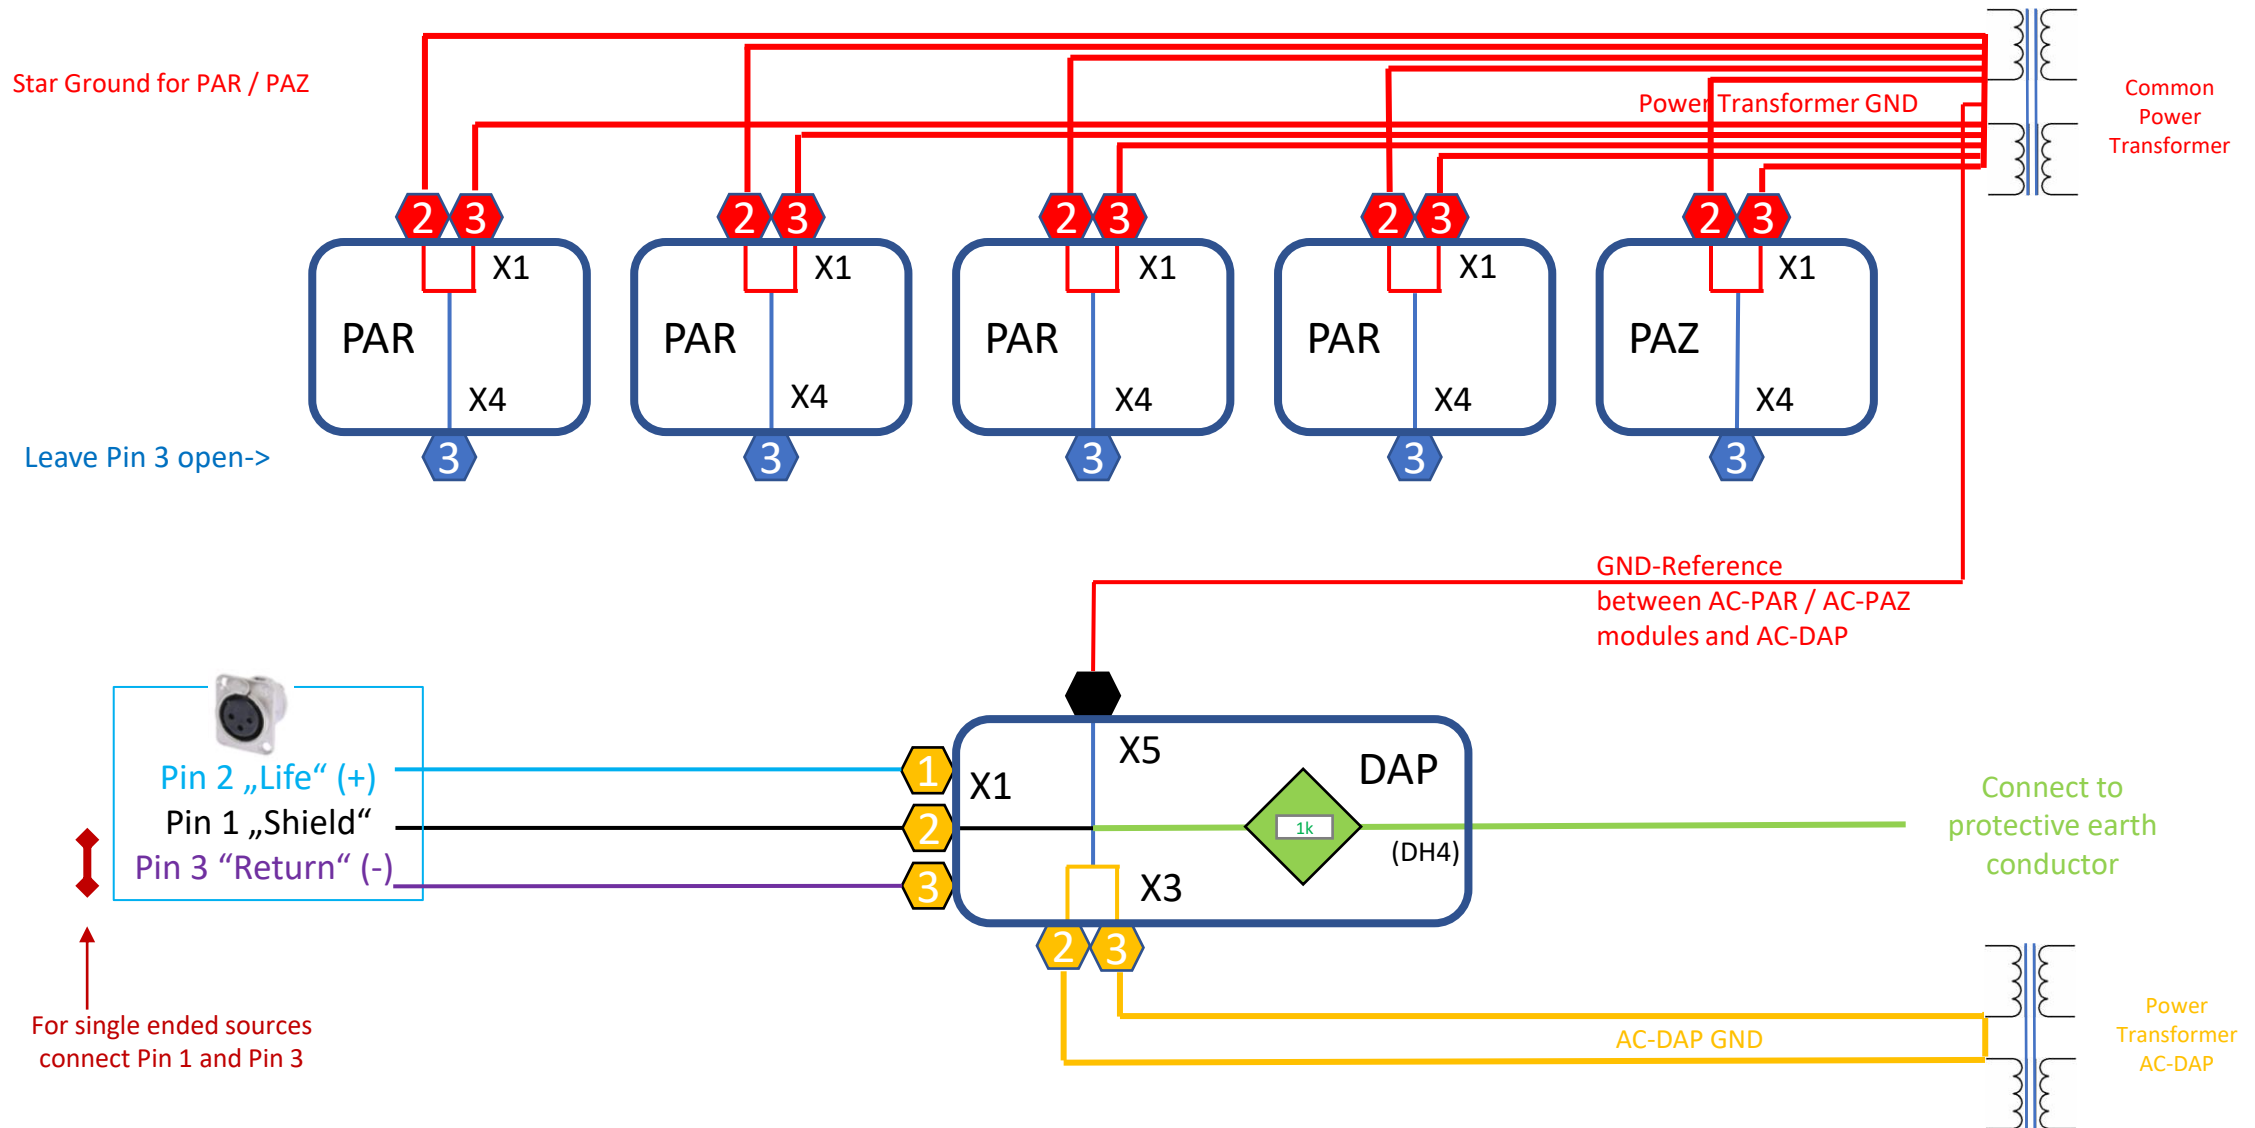 Star Ground for PAR / PAZ
Power Transformer GND
Common
Power
Transformer
2 3 2 3 2 3 2 3 2 3
X1 X1 X1 X1 X1
PAR PAR PAR PAR PAZ
X4 X4 X4 X4 X4
Leave Pin 3 open->
3 3 3 3 3
GND-Reference
between AC-PAR / AC-PAZ
modules and AC-DAP
Pin 2 „Life“ (+)
Pin 1 „Shield“
Pin 3 “Return“ (-)
1
2
3
X1
X5
DAP
1k
(DH4)
X3
2 3
Connect to
protective earth
conductor
For single ended sources
connect Pin 1 and Pin 3
AC-DAP GND
Power
Transformer
AC-DAP